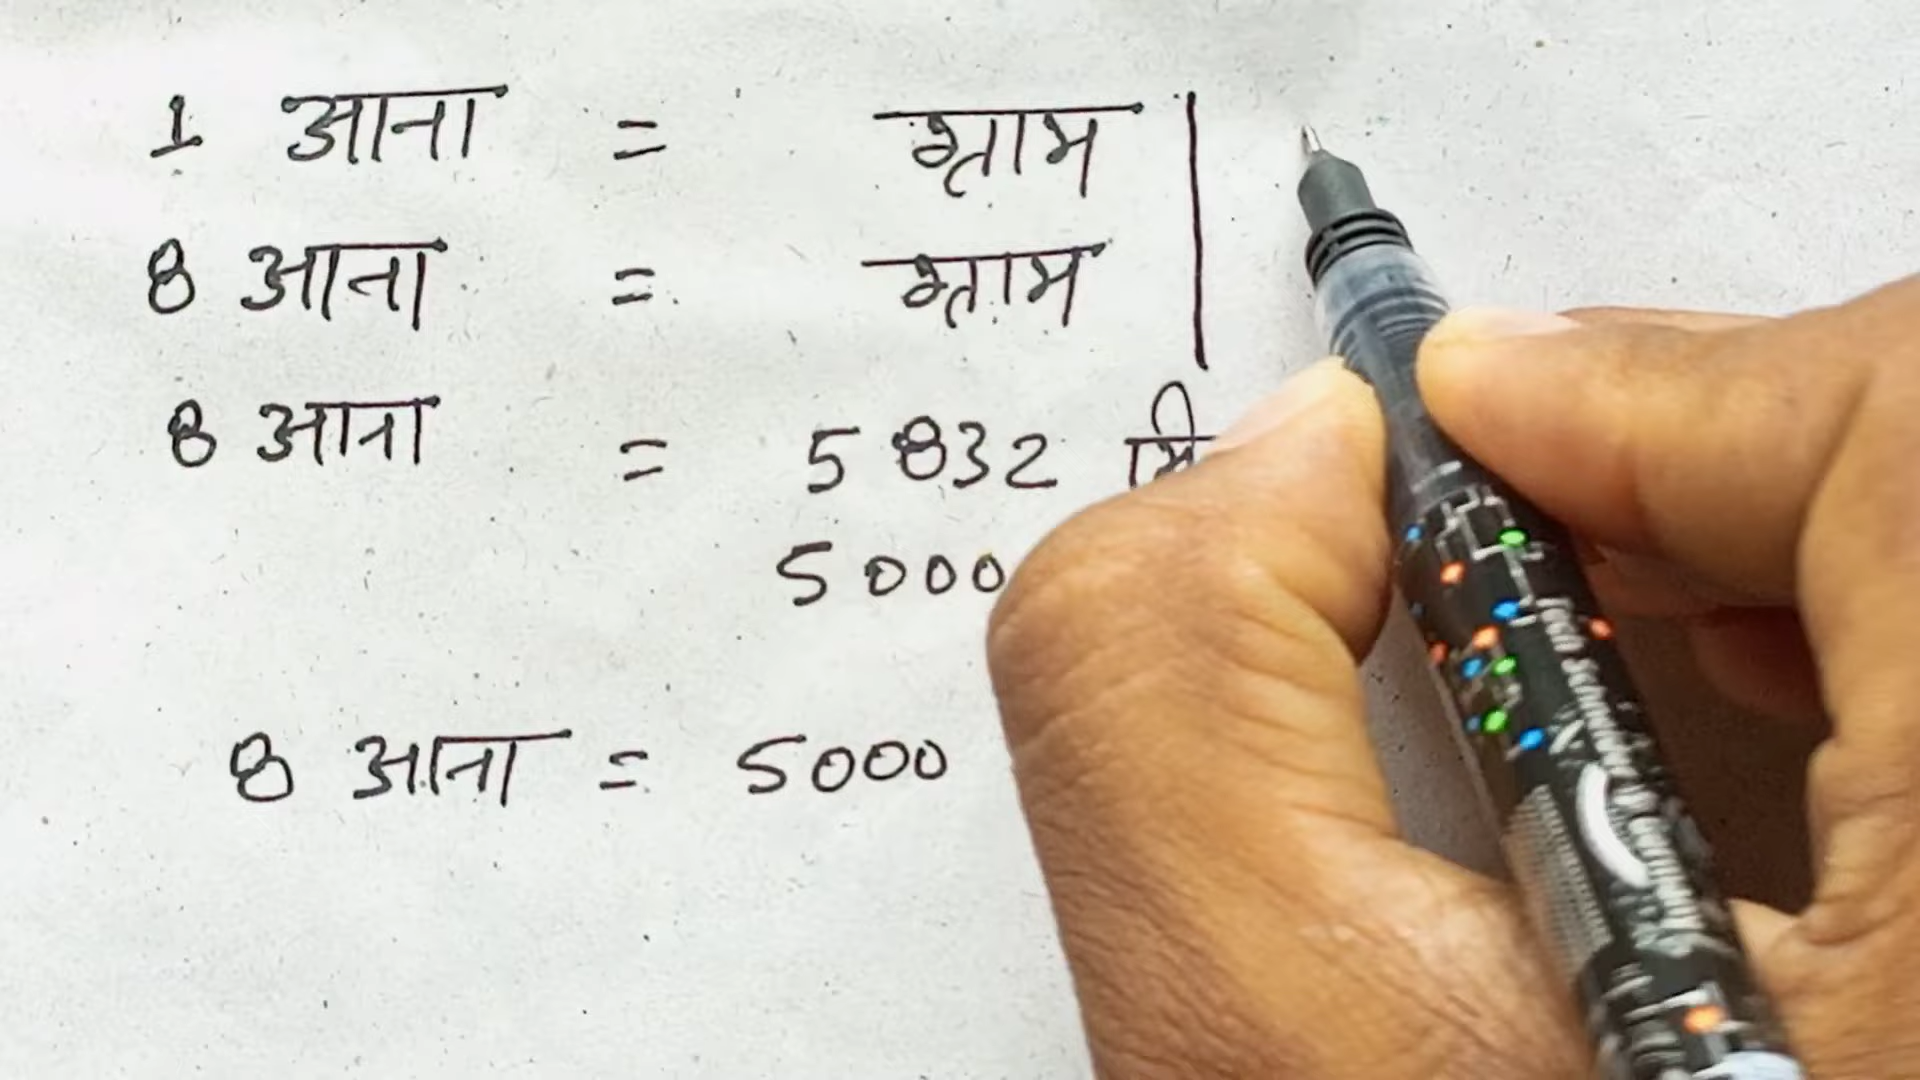 1 आना = ग्राम
8 आना = ग्राम
8 आना = 5832 मि
5000
8 आना = 5000